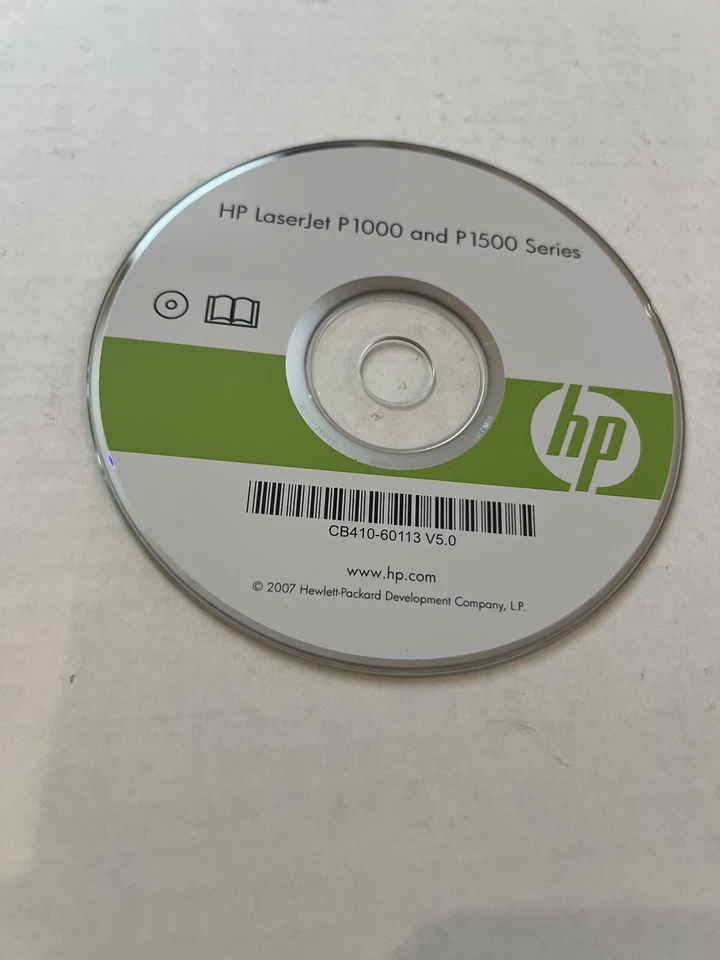 HP LaserJet P1000 and P1500 Series
hp
CB410-60113 V5.0
www.hp.com
© 2007 Hewlett-Packard Development Company, L.P.